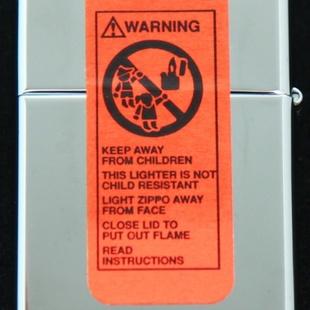 WARNING
KEEP AWAY
FROM CHILDREN
THIS LIGHTER IS NOT
CHILD RESISTANT
LIGHT ZIPPO AWAY
FROM FACE
CLOSE LID TO
PUT OUT FLAME
READ
INSTRUCTIONS